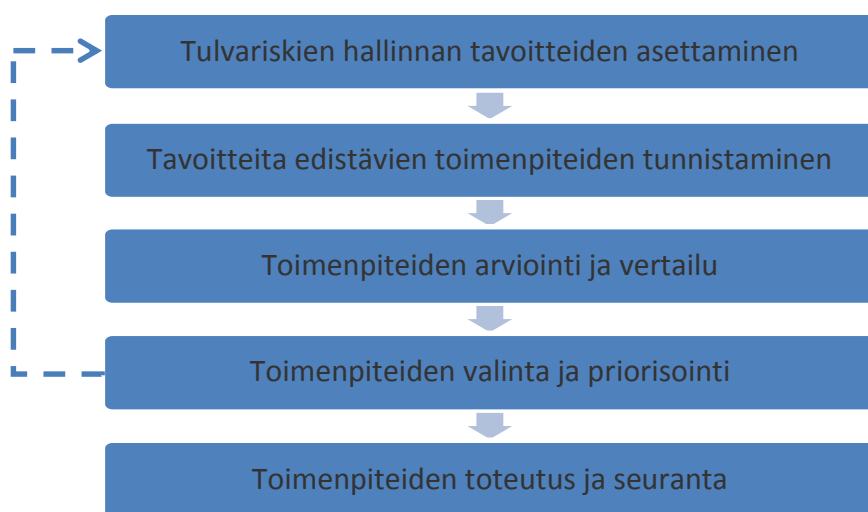 Tulvariskien hallinnan tavoitteiden asettaminen
Tavoitteita edistävien toimenpiteiden tunnistaminen
Toimenpiteiden arviointi ja vertailu
Toimenpiteiden valinta ja priorisointi
Toimenpiteiden toteutus ja seuranta